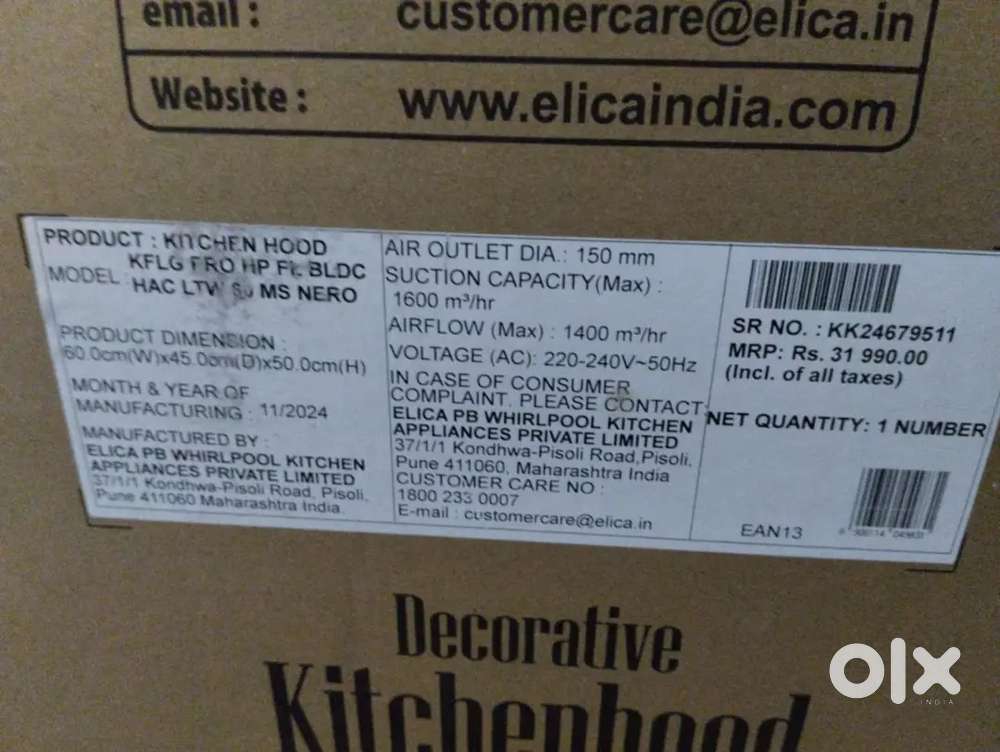 email : customercare@elica.in
Website : www.elicaindia.com
PRODUCT : KITCHEN HOOD
MODEL : KFLG PRO HP FL BLDC
HAC LTW MS NERO
PRODUCT DIMENSION :
60.0cm(W)x45.0cm(D)x50.0cm(H)
MONTH & YEAR OF
MANUFACTURING : 11/2024
MANUFACTURED BY :
ELICA PB WHIRLPOOL KITCHEN
APPLIANCES PRIVATE LIMITED
37/1/1 Kondhwa-Pisoli Road, Pisoli,
Pune 411060 Maharashtra India.
AIR OUTLET DIA.: 150 mm
SUCTION CAPACITY(Max) :
1600 m³/hr
AIRFLOW (Max) : 1400 m³/hr
VOLTAGE (AC): 220-240V~50Hz
IN CASE OF CONSUMER
COMPLAINT, PLEASE CONTACT:
ELICA PB WHIRLPOOL KITCHEN
APPLIANCES PRIVATE LIMITED
37/1/1 Kondhwa-Pisoli Road,Pisoli,
Pune 411060, Maharashtra India
CUSTOMER CARE NO :
1800 233 0007
E-mail : customercare@elica.in
SR NO. : KK24679511
MRP: Rs. 31 990.00
(Incl. of all taxes)
NET QUANTITY: 1 NUMBER
EAN13
Decorative
Kitchenhood
olx
INDIA